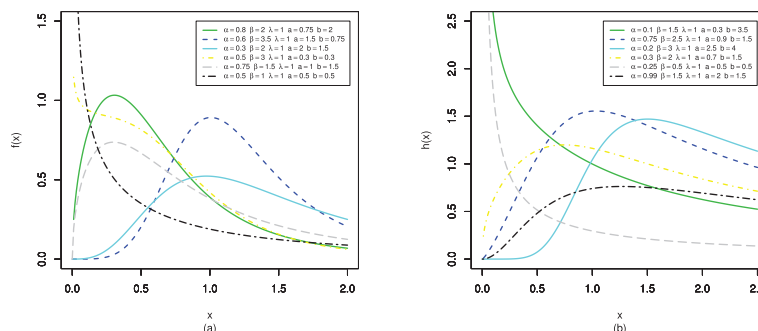 α=0.8 β=2 λ=1 a=0.75 b=2
α=0.6 β=3.5 λ=1 a=1.5 b=0.75
α=0.3 β=2 λ=1 a=2 b=1.5
α=0.5 β=3 λ=1 a=0.3 b=0.3
α=0.75 β=1.5 λ=1 a=1 b=1.5
α=0.5 β=1 λ=1 a=0.5 b=0.5
f(x)
1.5
1.0
0.5
0.0
0.0 0.5 1.0 1.5 2.0
x
(a)
α=0.1 β=1.5 λ=1 a=0.3 b=3.5
α=0.75 β=2.5 λ=1 a=0.9 b=1.5
α=0.2 β=3 λ=1 a=2.5 b=4
α=0.3 β=2 λ=1 a=0.7 b=1.5
α=0.25 β=0.5 λ=1 a=0.5 b=0.5
α=0.99 β=1.5 λ=1 a=2 b=1.5
h(x)
2.5
2.0
1.5
1.0
0.5
0.0
0.0 0.5 1.0 1.5 2.0 2.5
x
(b)